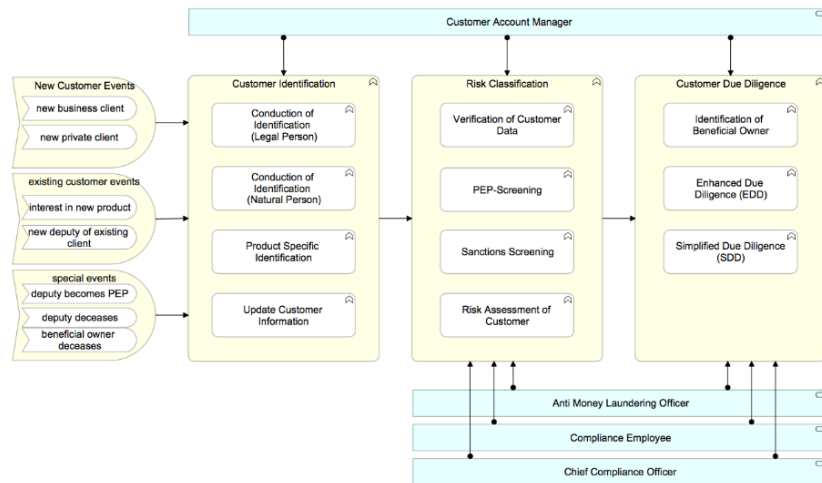 Customer Account Manager
New Customer Events
new business client
new private client
existing customer events
interest in new product
new deputy of existing
client
special events
deputy becomes PEP
deputy deceases
beneficial owner
deceases
Customer Identification
Conduction of
Identification
(Legal Person)
Conduction of
Identification
(Natural Person)
Product Specific
Identification
Update Customer
Information
Risk Classification
Verification of Customer
Data
PEP-Screening
Sanctions Screening
Risk Assessment of
Customer
Customer Due Diligence
Identification of
Beneficial Owner
Enhanced Due
Diligence (EDD)
Simplified Due Diligence
(SDD)
Anti Money Laundering Officer
Compliance Employee
Chief Compliance Officer